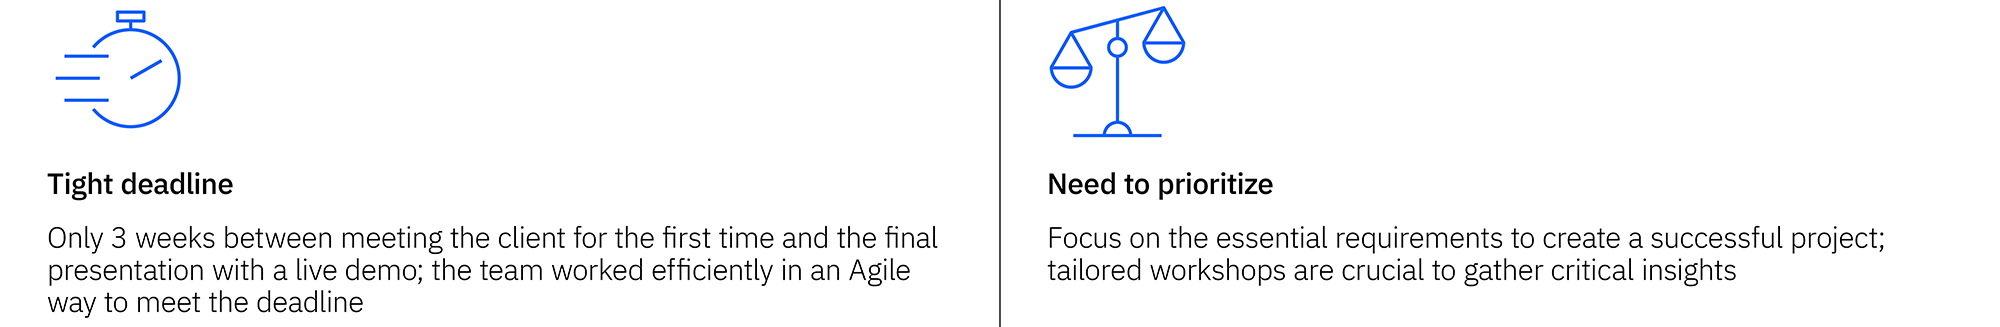 Tight deadline
Only 3 weeks between meeting the client for the first time and the final
presentation with a live demo; the team worked efficiently in an Agile
way to meet the deadline
Need to prioritize
Focus on the essential requirements to create a successful project;
tailored workshops are crucial to gather critical insights